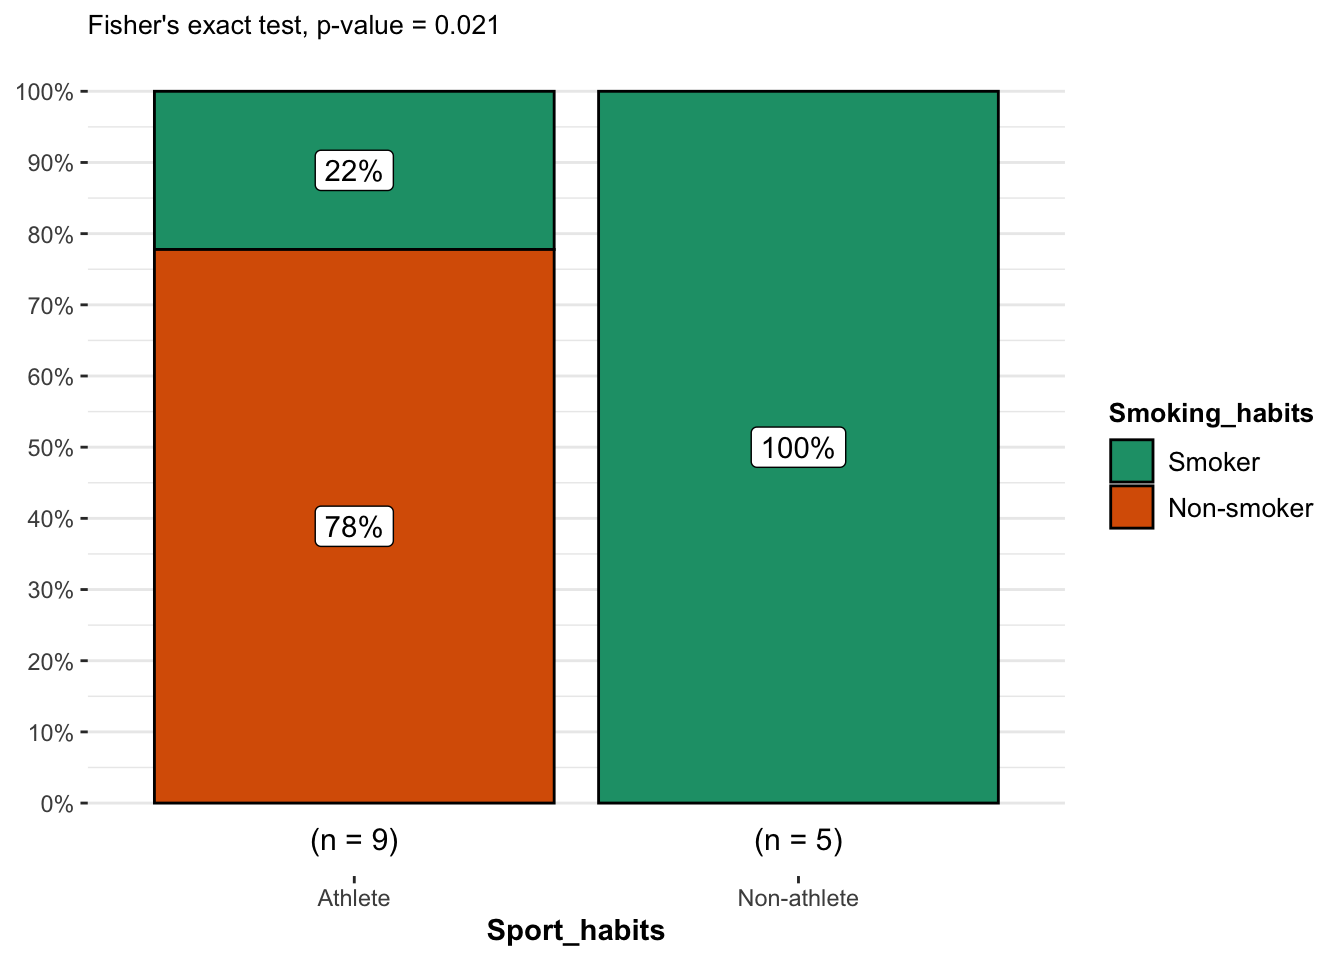 Fisher's exact test, p-value = 0.021
100%
90%
80%
70%
60%
50%
40%
30%
20%
10%
0%
22%
78%
100%
(n = 9)
(n = 5)
Athlete
Non-athlete
Sport_habits
Smoking_habits
Smoker
Non-smoker